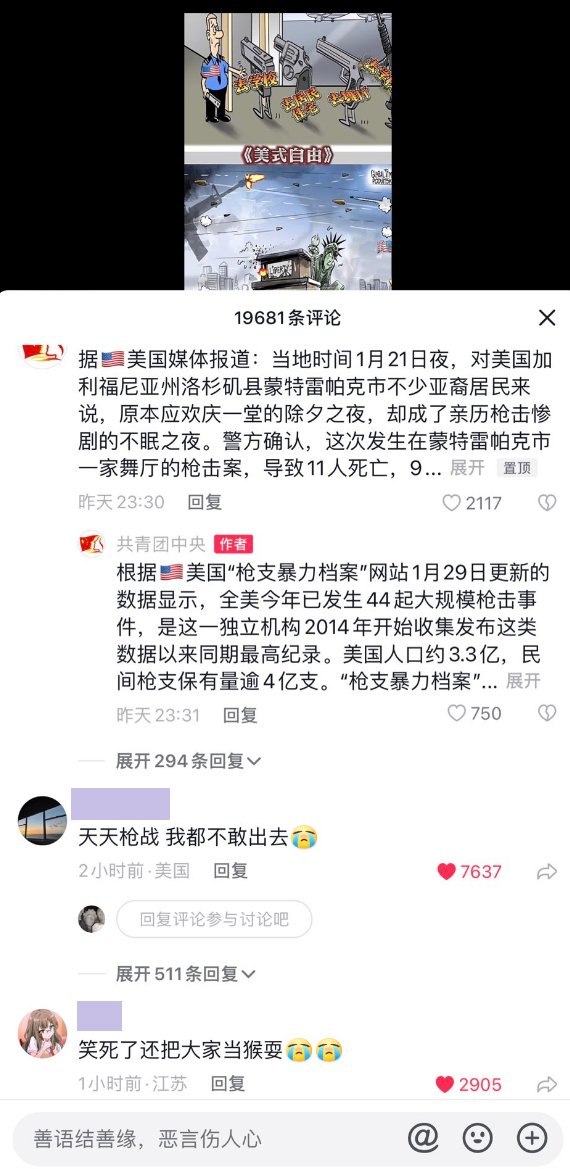 去学校
去居民
住宅
《美式自由》
19681条评论
据🇺🇸美国媒体报道：当地时间1月21日夜，对美国加
利福尼亚州洛杉矶县蒙特雷帕克市不少亚裔居民来
说，原本应欢庆一堂的除夕之夜，却成了亲历枪击惨
剧的不眠之夜。警方确认，这次发生在蒙特雷帕克市
一家舞厅的枪击案，导致11人死亡，9... 展开 置顶
昨天23:30 回复 2117
共青团中央 作者
根据🇺🇸美国“枪支暴力档案”网站1月29日更新的
数据显示，全美今年已发生44起大规模枪击事
件，是这一独立机构2014年开始收集发布这类
数据以来同期最高纪录。美国人口约3.3亿，民
间枪支保有量逾4亿支。“枪支暴力档案”... 展开
昨天23:31 回复 750
展开294条回复
天天枪战 我都不敢出去😭
2小时前·美国 回复 7637
回复评论参与讨论吧
展开511条回复
笑死了还把大家当猴耍😭😭
1小时前·江苏 回复 2905
善语结善缘，恶言伤人心